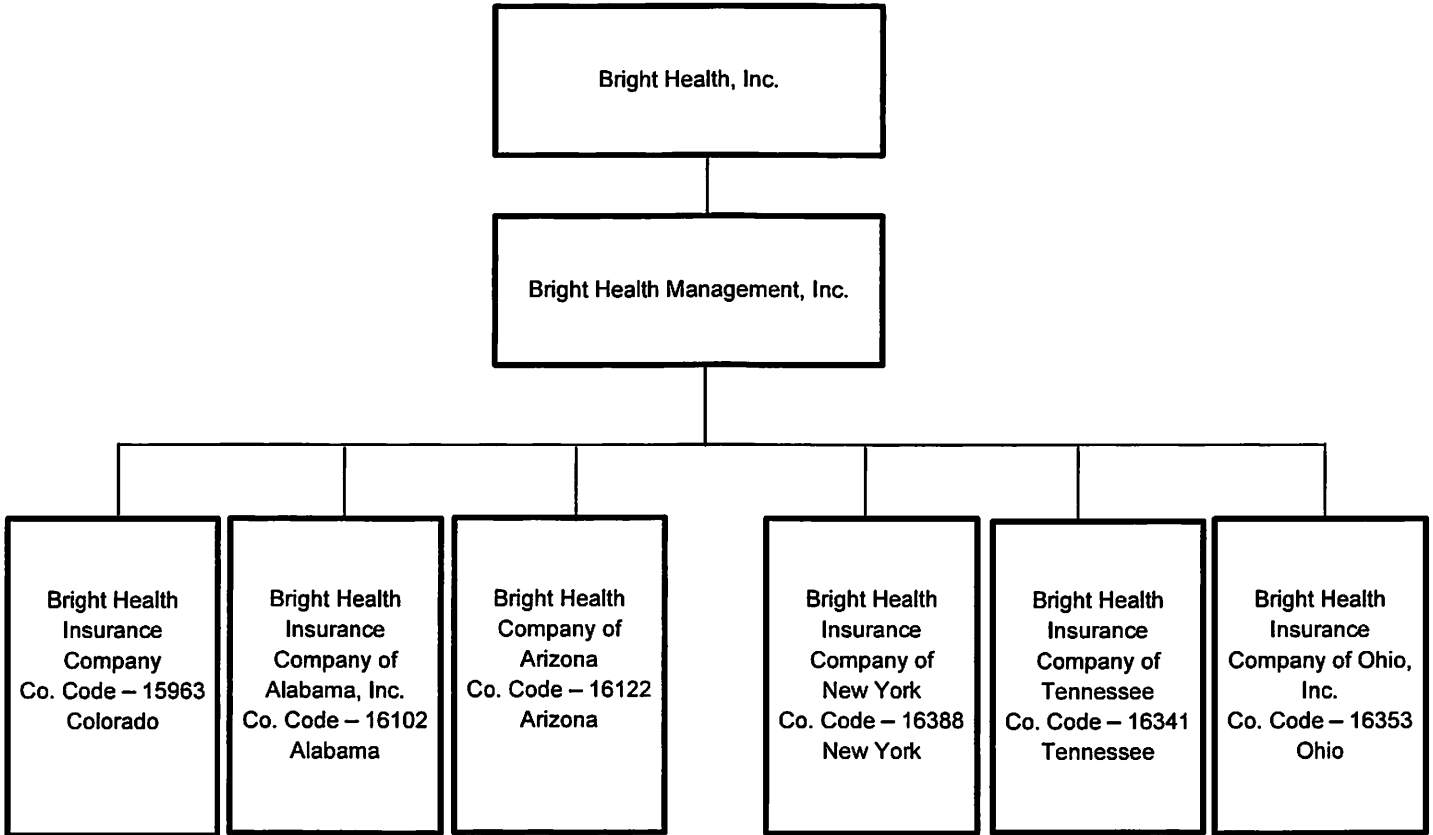 Bright Health, Inc.
Bright Health Management, Inc.
Bright Health
Insurance
Company
Co. Code – 15963
Colorado
Bright Health
Insurance
Company of
Alabama, Inc.
Co. Code – 16102
Alabama
Bright Health
Company of
Arizona
Co. Code – 16122
Arizona
Bright Health
Insurance
Company of
New York
Co. Code – 16388
New York
Bright Health
Insurance
Company of
Tennessee
Co. Code – 16341
Tennessee
Bright Health
Insurance
Company of Ohio,
Inc.
Co. Code – 16353
Ohio